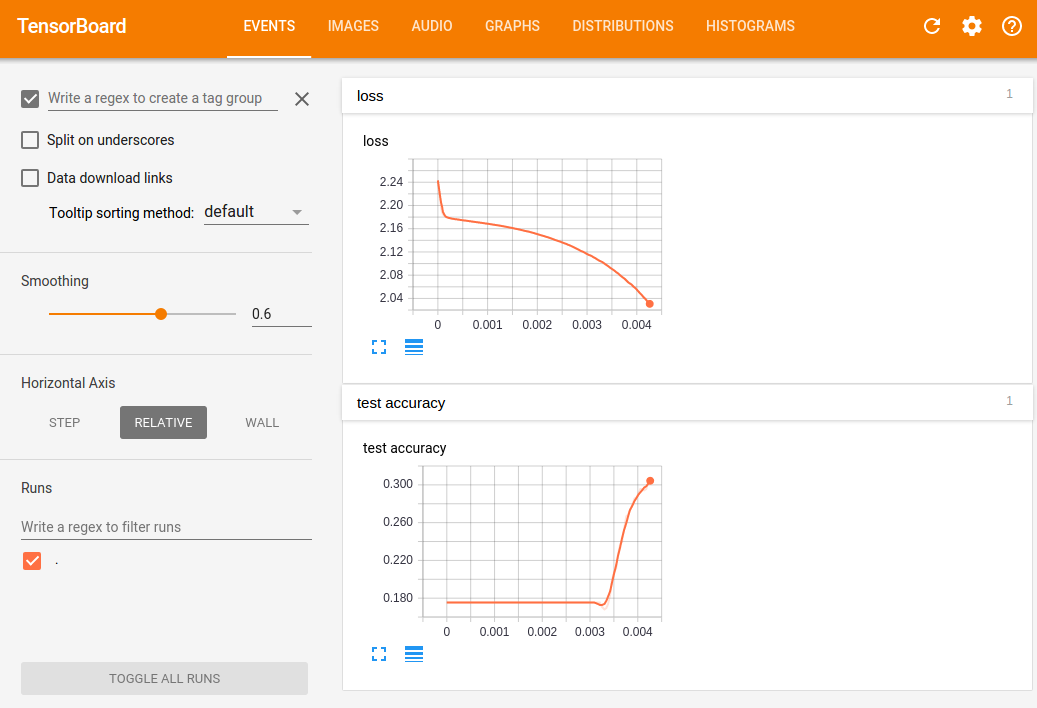 TensorBoard EVENTS IMAGES AUDIO GRAPHS DISTRIBUTIONS HISTOGRAMS
Write a regex to create a tag group
Split on underscores
Data download links
Tooltip sorting method: default
Smoothing
0.6
Horizontal Axis
STEP RELATIVE WALL
Runs
Write a regex to filter runs
.
TOGGLE ALL RUNS
loss 1
loss
2.24
2.20
2.16
2.12
2.08
2.04
0 0.001 0.002 0.003 0.004
test accuracy 1
test accuracy
0.300
0.260
0.220
0.180
0 0.001 0.002 0.003 0.004